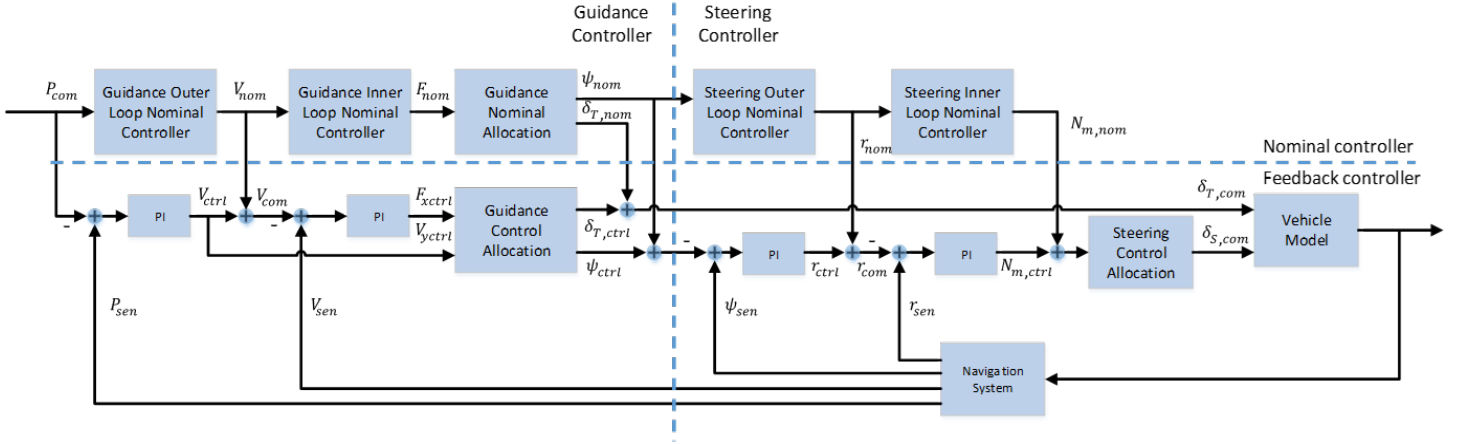 Guidance
Controller
Steering
Controller
P_com
Guidance Outer
Loop Nominal
Controller
V_nom
Guidance Inner
Loop Nominal
Controller
F_nom
Guidance
Nominal
Allocation
ψ_nom
δ_T,nom
Steering Outer
Loop Nominal
Controller
r_nom
Steering Inner
Loop Nominal
Controller
N_m,nom
Nominal controller
Feedback controller
-
+
PI
V_ctrl
+
V_com
-
+
PI
F_xctrl
V_yctrl
Guidance
Control
Allocation
+
δ_T,ctrl
ψ_ctrl
+
-
+
PI
r_ctrl
+
r_com
-
+
PI
N_m,ctrl
+
Steering
Control
Allocation
δ_T,com
δ_S,com
Vehicle
Model
P_sen
V_sen
ψ_sen
r_sen
Navigation
System